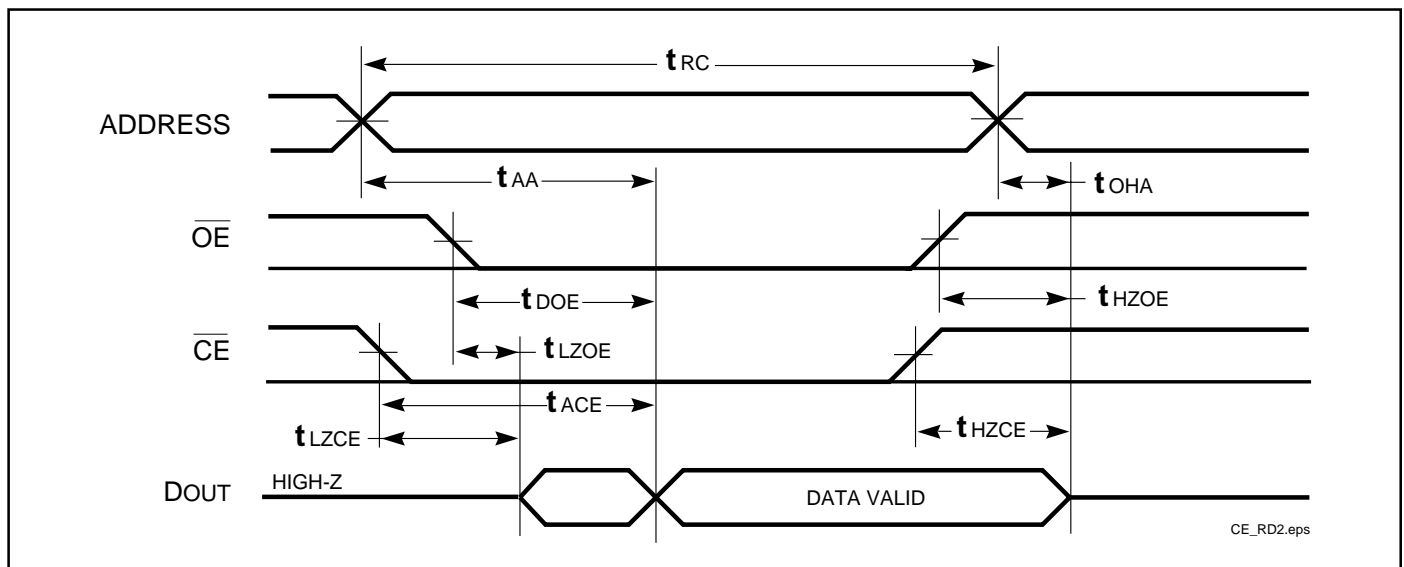 tRC
ADDRESS
tAA
tOHA
OE
tDOE
tHZOE
CE
tLZOE
tACE
tLZCE
tHZCE
DOUT
HIGH-Z
DATA VALID
CE_RD2.eps